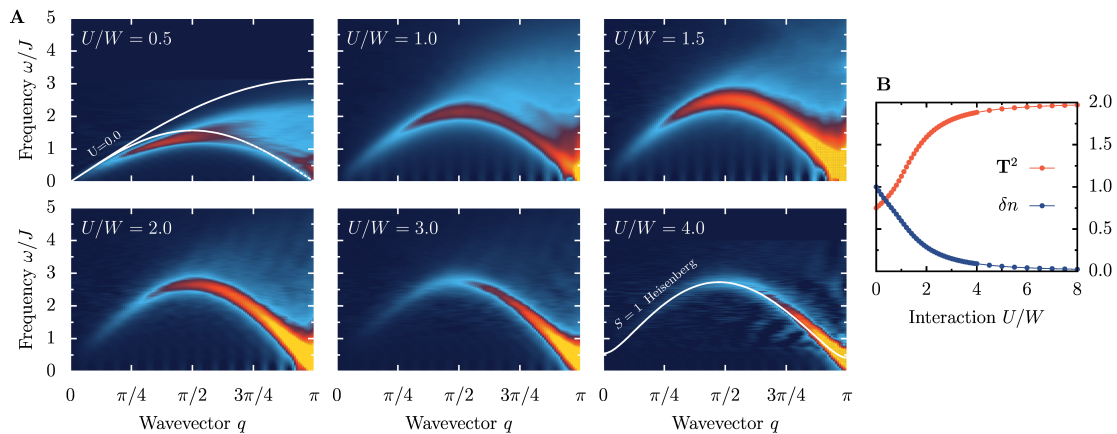 A
Frequency ω/J
5
4
3
2
1
0
U/W = 0.5
U=0.0
U/W = 1.0
U/W = 1.5
Frequency ω/J
5
4
3
2
1
0
U/W = 2.0
U/W = 3.0
U/W = 4.0
S = 1 Heisenberg
0 π/4 π/2 3π/4
0 π/4 π/2 3π/4
0 π/4 π/2 3π/4 π
Wavevector q
Wavevector q
Wavevector q
B
2.0
1.5
1.0
0.5
0.0
T²
δn
0 2 4 6 8
Interaction U/W